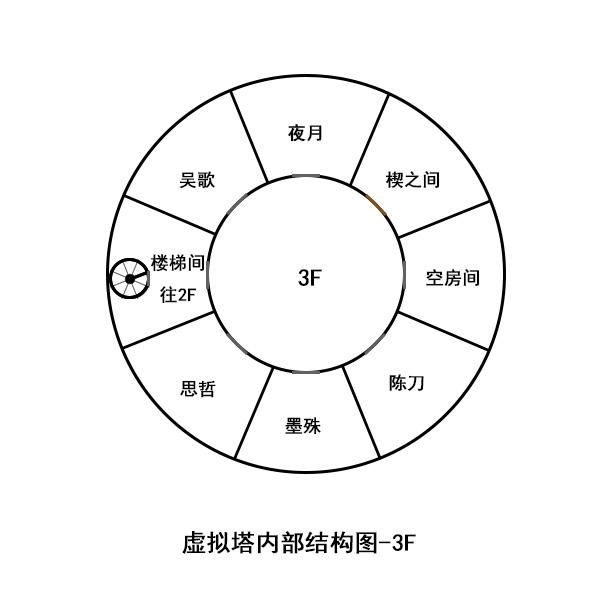 夜月
吴歌
楔之间
楼梯间
往2F
3F
空房间
思哲
陈刀
墨殊
虚拟塔内部结构图-3F